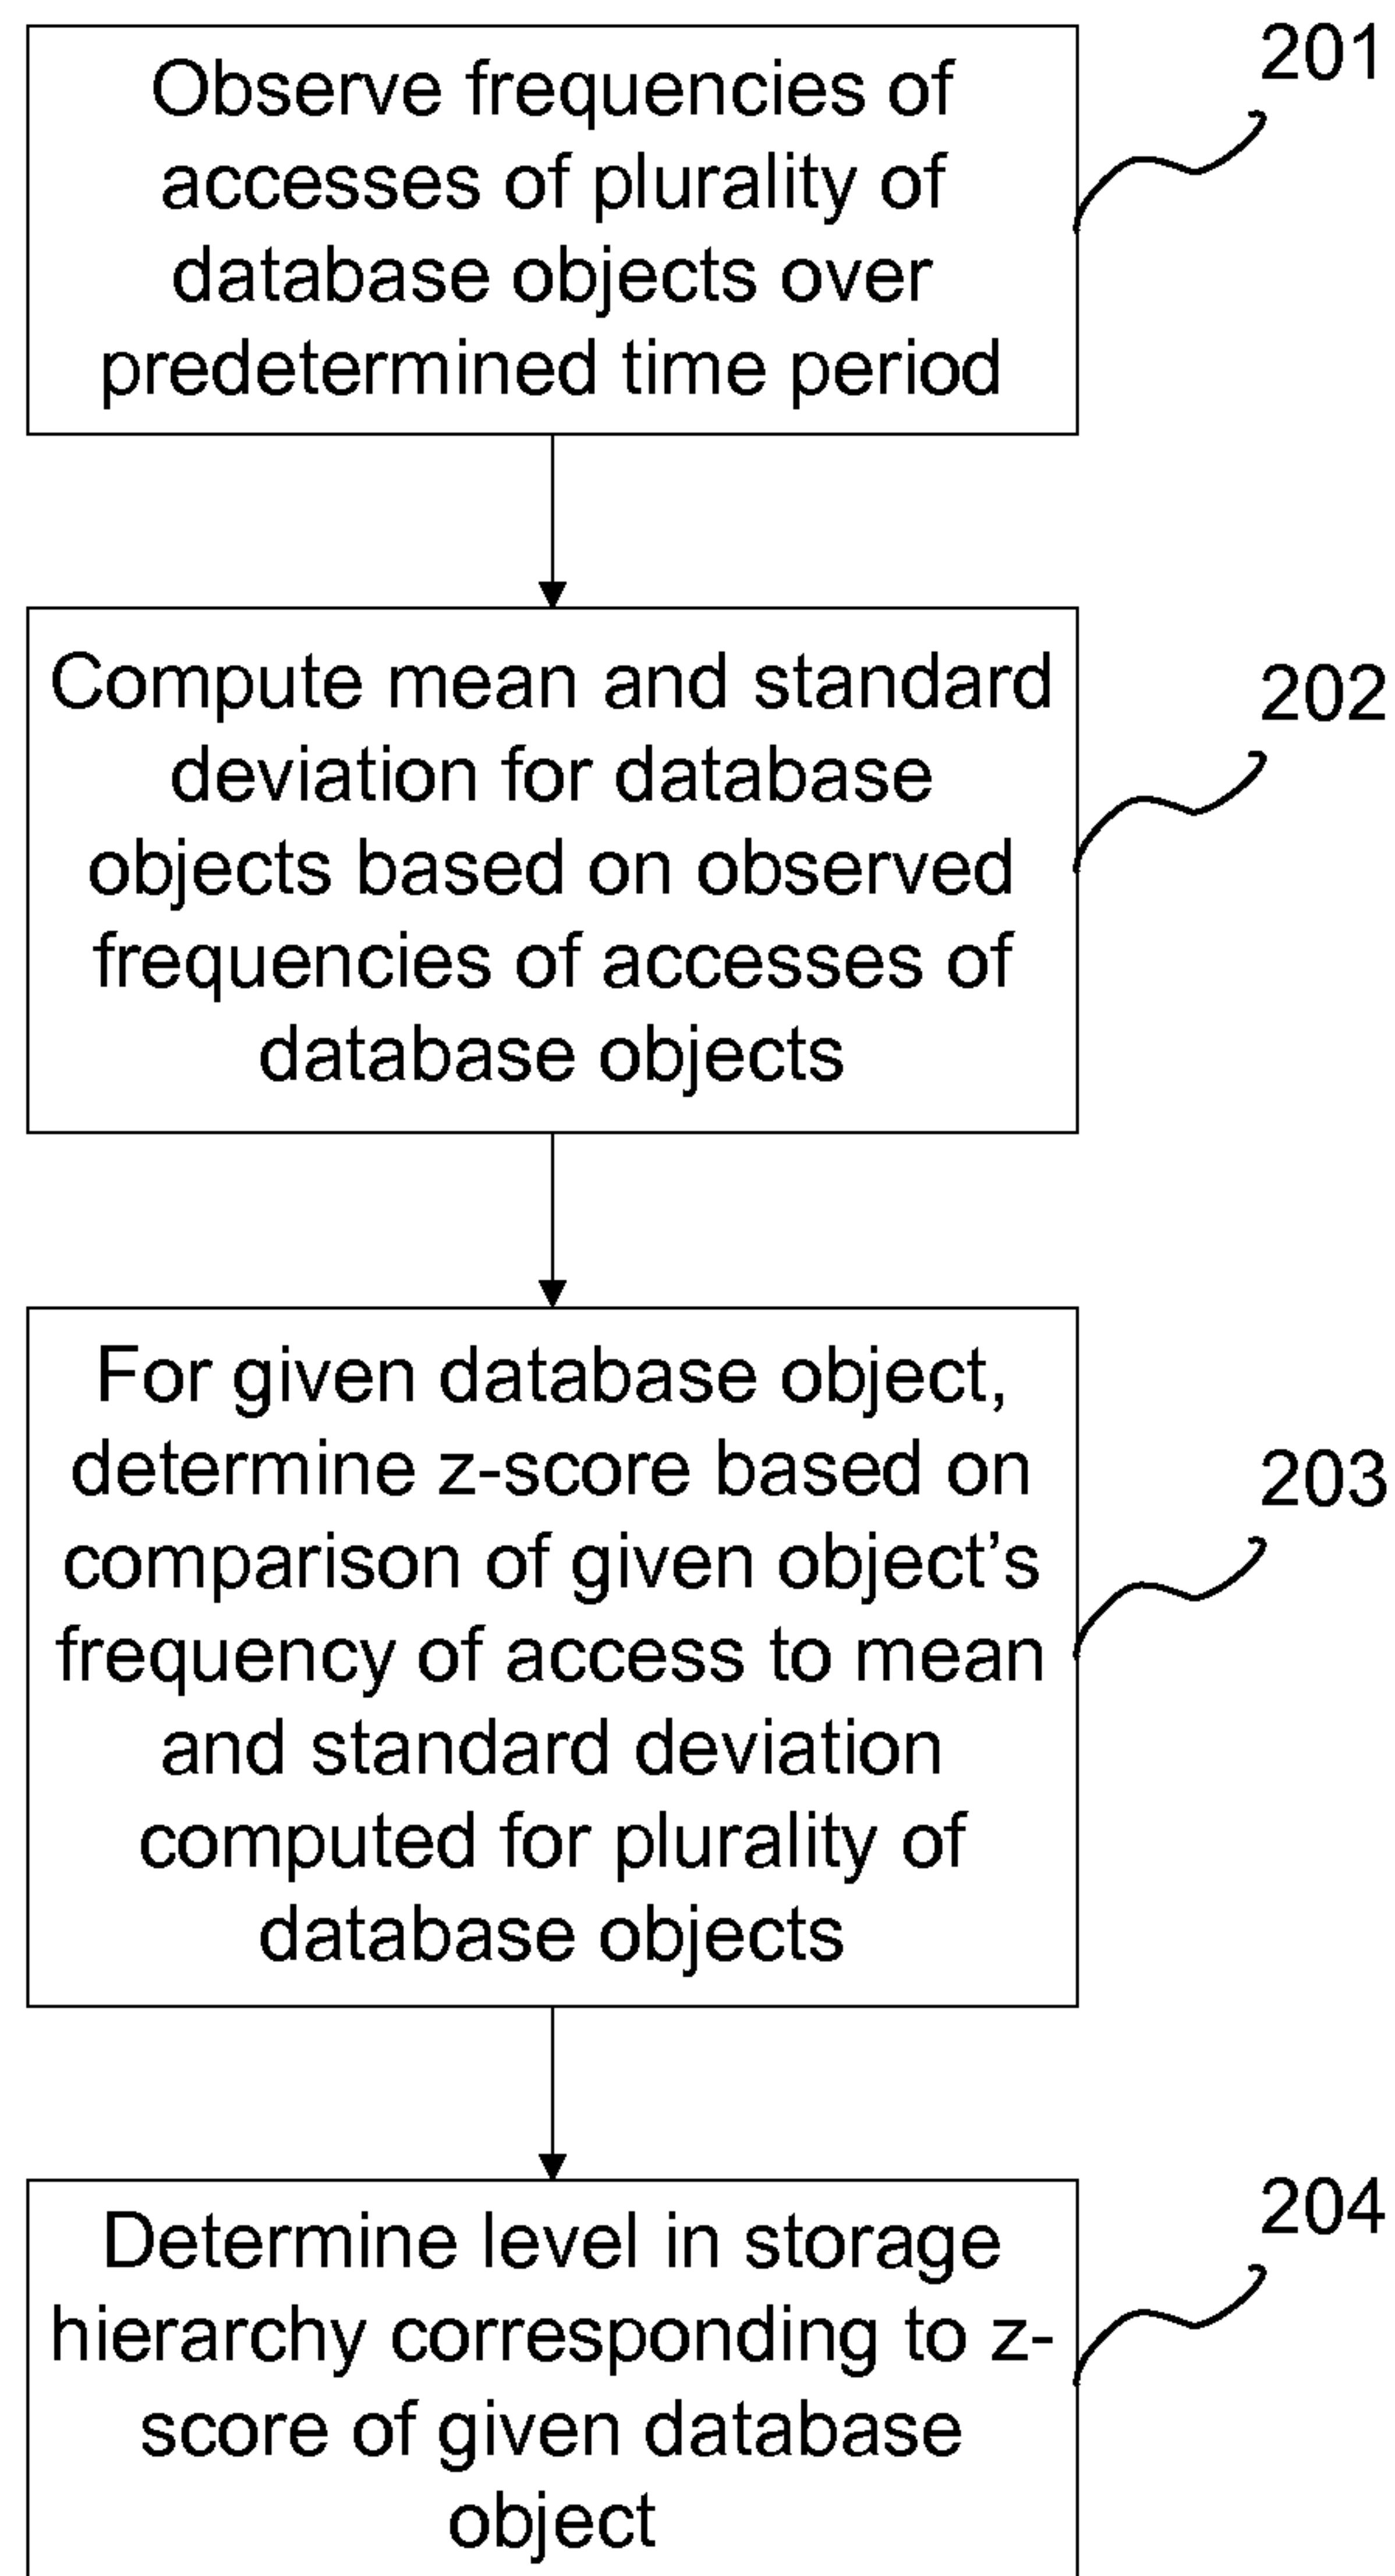 Observe frequencies of
accesses of plurality of
database objects over
predetermined time period
201
Compute mean and standard
deviation for database
objects based on observed
frequencies of accesses of
database objects
202
For given database object,
determine z-score based on
comparison of given object’s
frequency of access to mean
and standard deviation
computed for plurality of
database objects
203
Determine level in storage
hierarchy corresponding to z-
score of given database
object
204